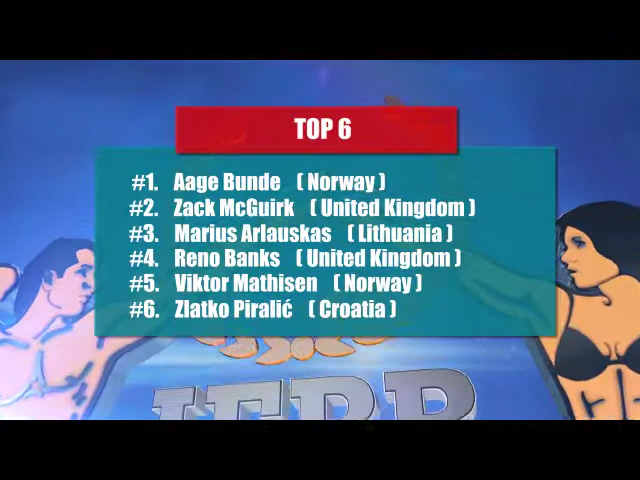 TOP 6
#1. Aage Bunde ( Norway )
#2. Zack McGuirk ( United Kingdom )
#3. Marius Arlauskas ( Lithuania )
#4. Reno Banks ( United Kingdom )
#5. Viktor Mathisen ( Norway )
#6. Zlatko Piralić ( Croatia )
IFBB